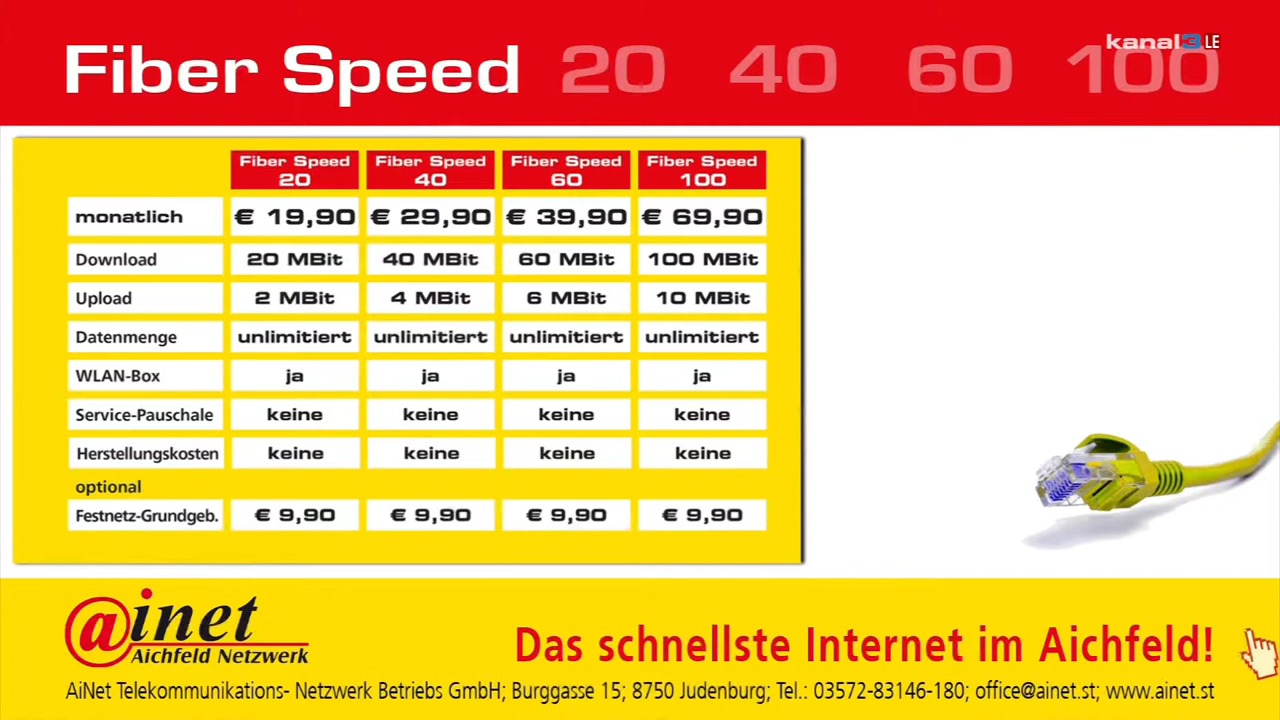 Fiber Speed 20 40 60 100
kanal3 LE
Fiber Speed 20 Fiber Speed 40 Fiber Speed 60 Fiber Speed 100
monatlich € 19,90 € 29,90 € 39,90 € 69,90
Download 20 MBit 40 MBit 60 MBit 100 MBit
Upload 2 MBit 4 MBit 6 MBit 10 MBit
Datenmenge unlimitiert unlimitiert unlimitiert unlimitiert
WLAN-Box ja ja ja ja
Service-Pauschale keine keine keine keine
Herstellungskosten keine keine keine keine
optional
Festnetz-Grundgeb. € 9,90 € 9,90 € 9,90 € 9,90
@inet
Aichfeld Netzwerk
Das schnellste Internet im Aichfeld!
AiNet Telekommunikations- Netzwerk Betriebs GmbH; Burggasse 15; 8750 Judenburg; Tel.: 03572-83146-180; office@ainet.st; www.ainet.st